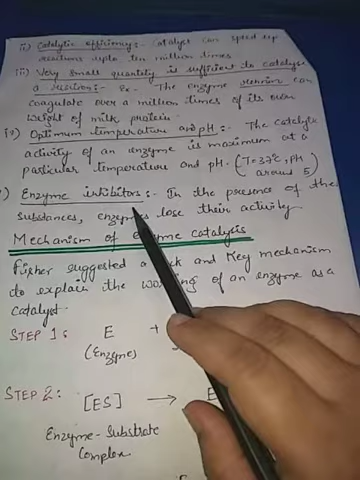 ii) Catalytic efficiency:- Catalyst can speed up
reactions upto ten million times
iii) Very small quantity is sufficient to catalyse
a reaction:- Ex- The enzyme rennin can
coagulate over a million times of its own
weight of milk protein.
Optimum temperature and pH:- The catalytic
activity of an enzyme is maximum at a
particular temperature and pH. (T=37°C, pH
around 5)
Enzyme inhibitors:- In the presence of the
substances, enzymes lose their activity.
Mechanism of enzyme catalysis
Fisher suggested a lock and Key mechanism
to explain the working of an enzyme as a
catalyst.
STEP 1: E +
(Enzyme)
STEP 2: [ES] → E
Enzyme-Substrate
Complex